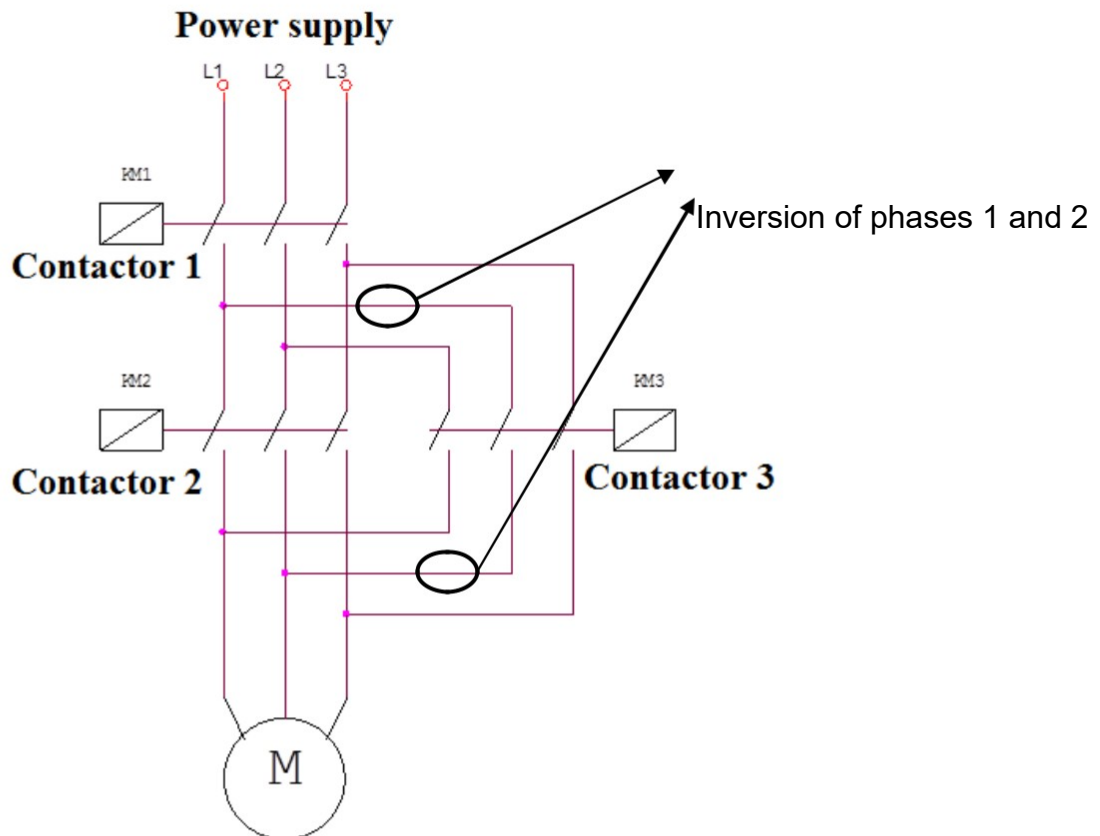 Power supply
L1 L2 L3
KM1
Inversion of phases 1 and 2
Contactor 1
KM2
KM3
Contactor 2
Contactor 3
M